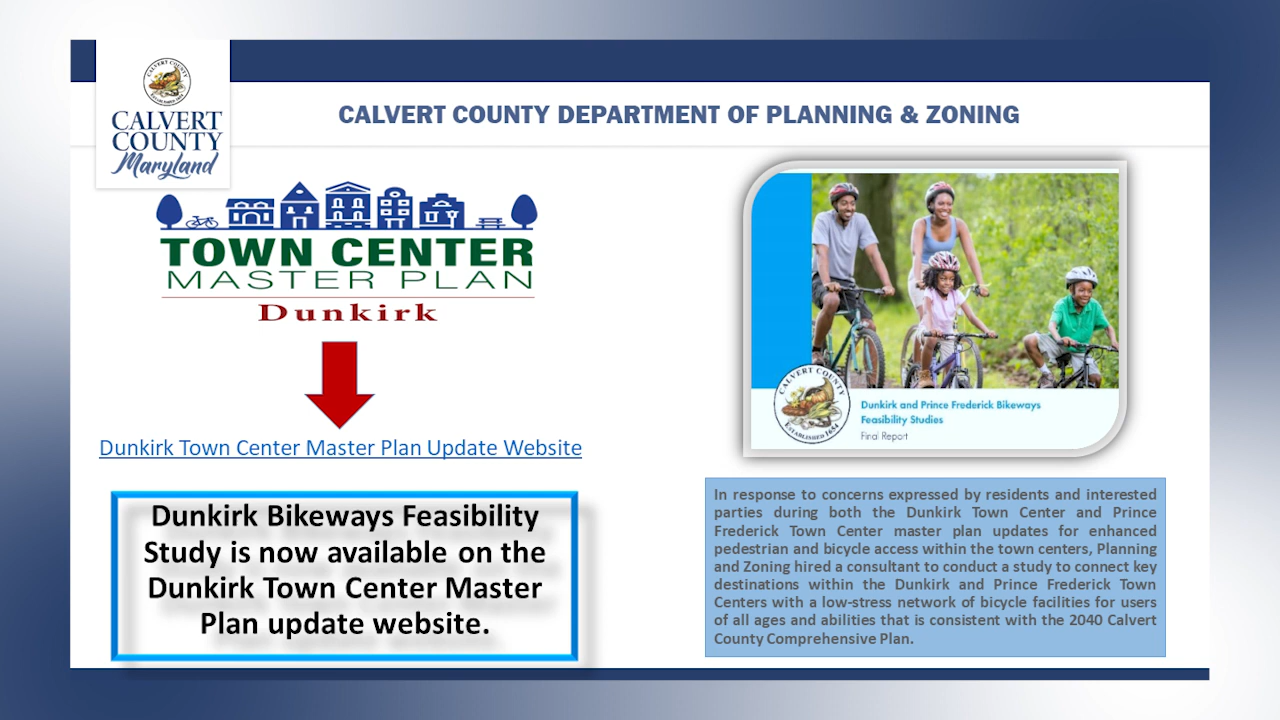 CALVERT COUNTY
Maryland
CALVERT COUNTY DEPARTMENT OF PLANNING & ZONING
TOWN CENTER
MASTER PLAN
Dunkirk
Dunkirk Town Center Master Plan Update Website
Dunkirk Bikeways Feasibility
Study is now available on the
Dunkirk Town Center Master
Plan update website.
CALVERT COUNTY
ESTABLISHED 1654
Dunkirk and Prince Frederick Bikeways
Feasibility Studies
Final Report
In response to concerns expressed by residents and interested
parties during both the Dunkirk Town Center and Prince
Frederick Town Center master plan updates for enhanced
pedestrian and bicycle access within the town centers, Planning
and Zoning hired a consultant to conduct a study to connect key
destinations within the Dunkirk and Prince Frederick Town
Centers with a low-stress network of bicycle facilities for users
of all ages and abilities that is consistent with the 2040 Calvert
County Comprehensive Plan.